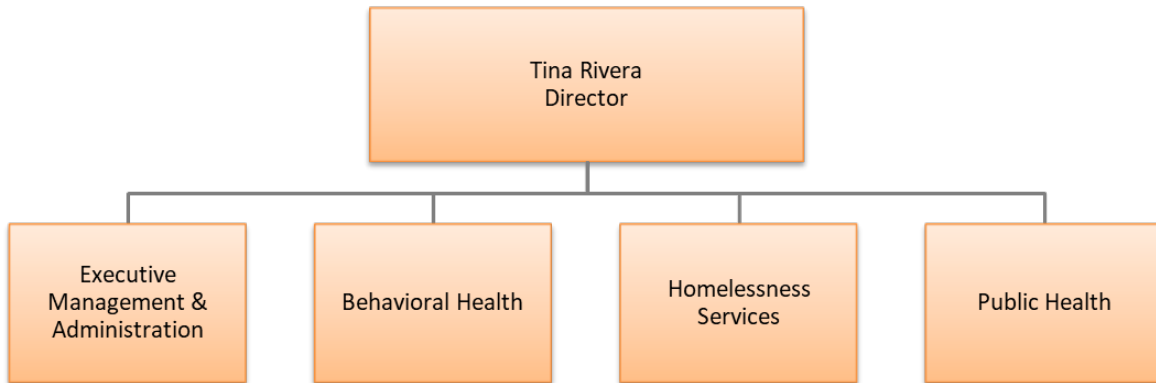 Tina Rivera
Director
Executive
Management &
Administration
Behavioral Health
Homelessness
Services
Public Health